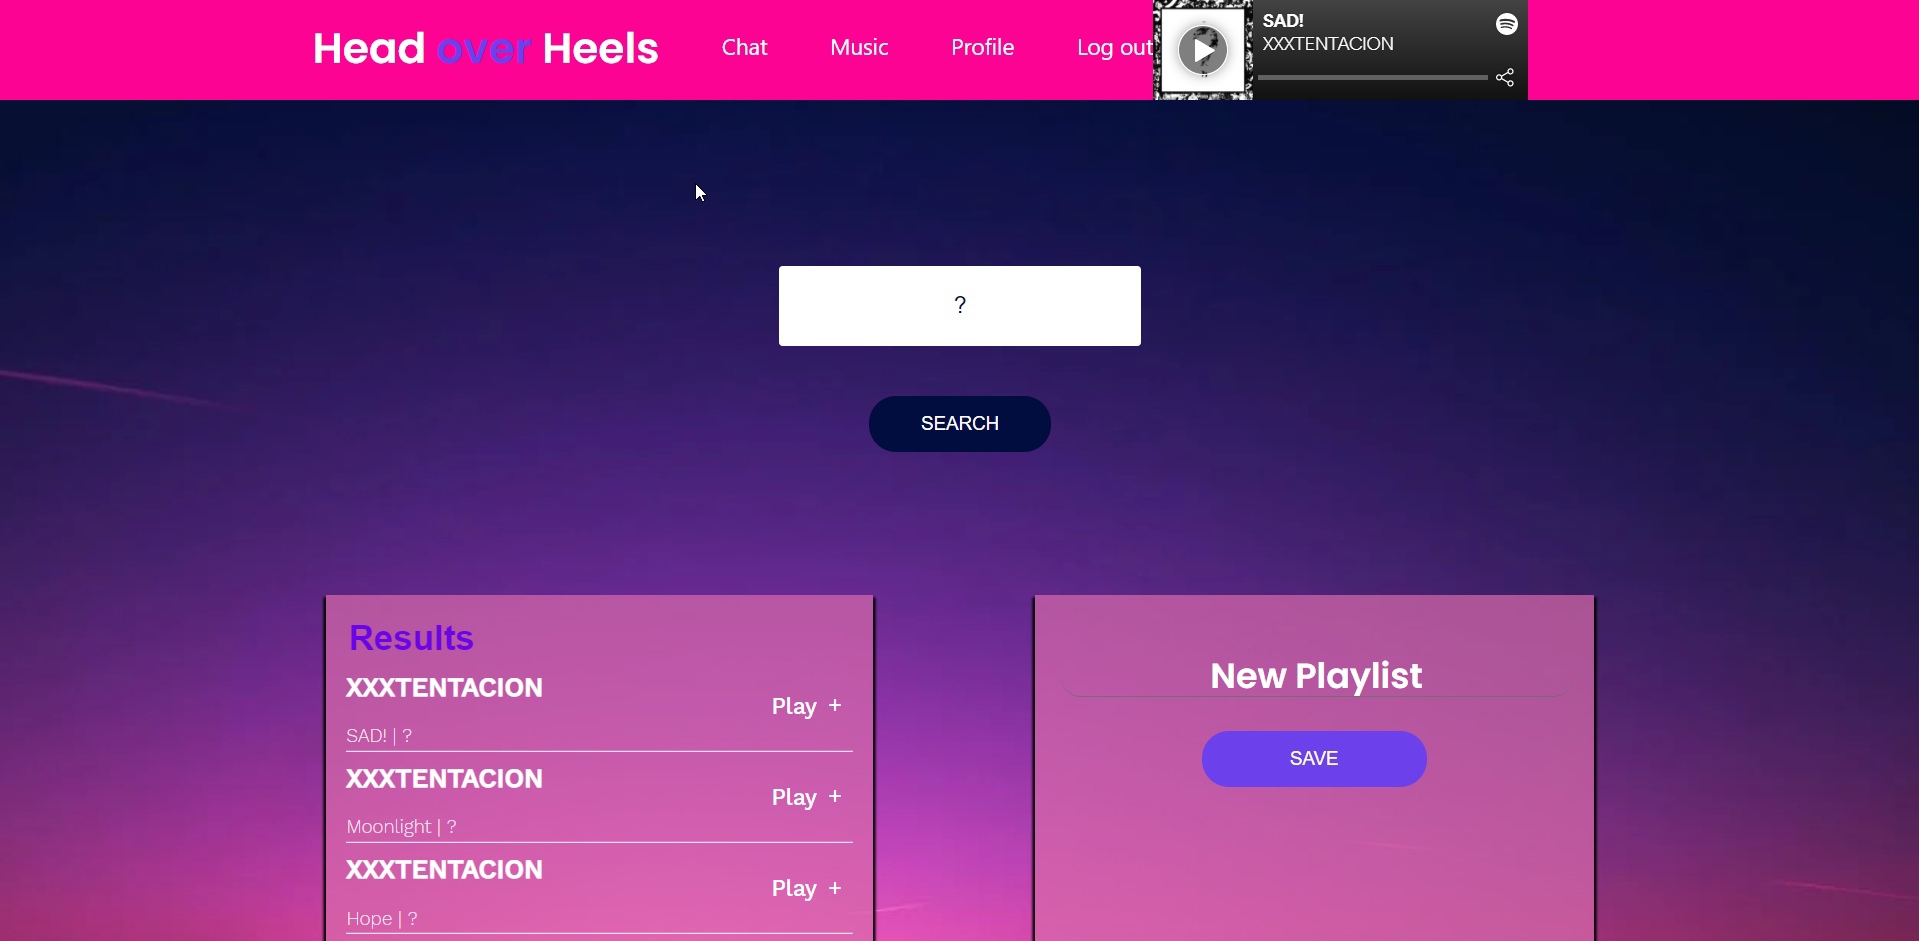 Head over Heels
Chat
Music
Profile
Log out
SAD!
XXXTENTACION
?
SEARCH
Results
XXXTENTACION
Play +
SAD! | ?
XXXTENTACION
Play +
Moonlight | ?
XXXTENTACION
Play +
Hope | ?
New Playlist
SAVE